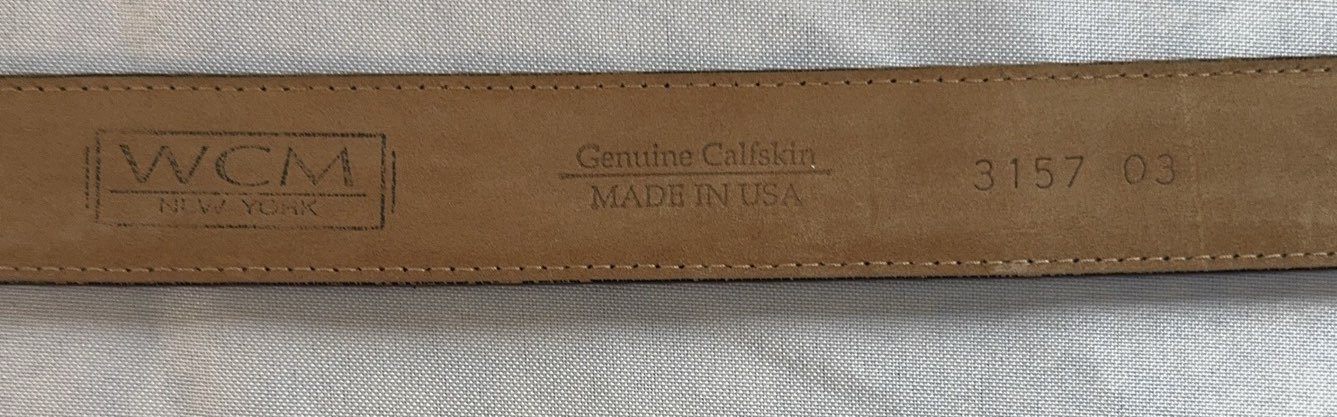 WCM
NEW YORK
Genuine Calfskin
MADE IN USA
3157 03